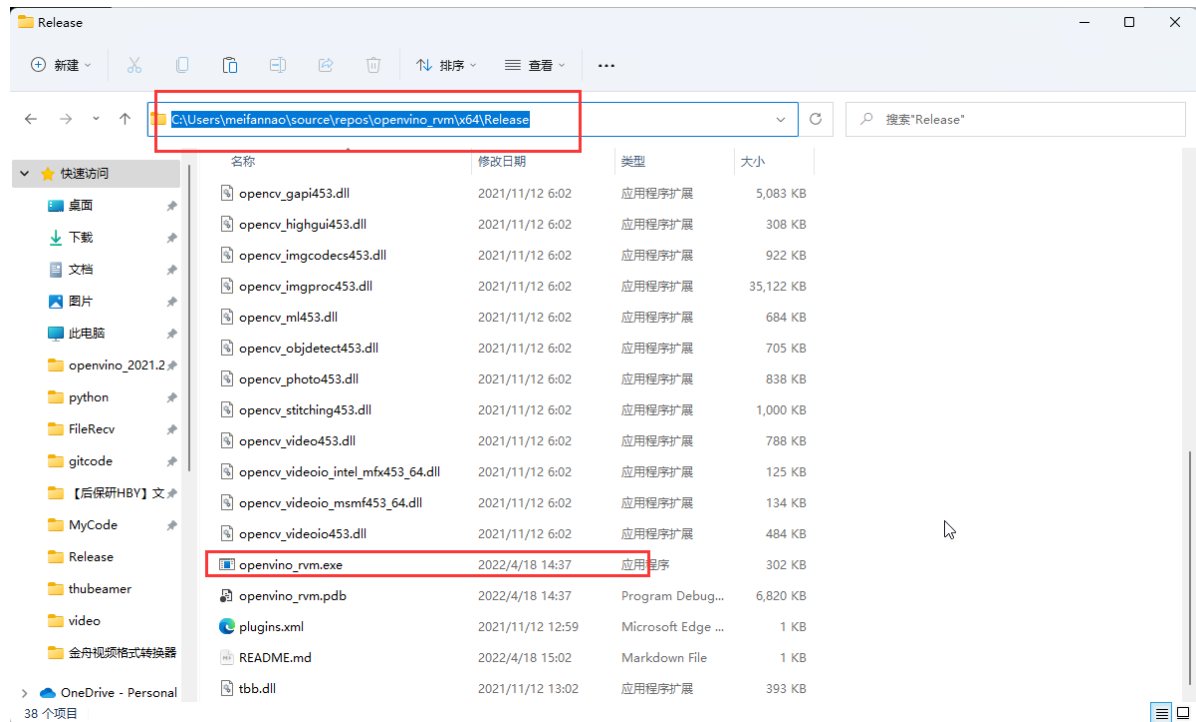 Release
新建 排序 查看 ...
C:\Users\meifannao\source\repos\openvino_rvm\x64\Release
搜索"Release"
快速访问
桌面
下载
文档
图片
此电脑
openvino_2021.2
python
FileRecv
gitcode
【后保研HBY】文
MyCode
Release
thubeamer
video
金舟视频格式转换器
OneDrive - Personal
名称 修改日期 类型 大小
opencv_gapi453.dll 2021/11/12 6:02 应用程序扩展 5,083 KB
opencv_highgui453.dll 2021/11/12 6:02 应用程序扩展 308 KB
opencv_imgcodecs453.dll 2021/11/12 6:02 应用程序扩展 922 KB
opencv_imgproc453.dll 2021/11/12 6:02 应用程序扩展 35,122 KB
opencv_ml453.dll 2021/11/12 6:02 应用程序扩展 684 KB
opencv_objdetect453.dll 2021/11/12 6:02 应用程序扩展 705 KB
opencv_photo453.dll 2021/11/12 6:02 应用程序扩展 838 KB
opencv_stitching453.dll 2021/11/12 6:02 应用程序扩展 1,000 KB
opencv_video453.dll 2021/11/12 6:02 应用程序扩展 788 KB
opencv_videoio_intel_mfx453_64.dll 2021/11/12 6:02 应用程序扩展 125 KB
opencv_videoio_msmf453_64.dll 2021/11/12 6:02 应用程序扩展 134 KB
opencv_videoio453.dll 2021/11/12 6:02 应用程序扩展 484 KB
openvino_rvm.exe 2022/4/18 14:37 应用程序 302 KB
openvino_rvm.pdb 2022/4/18 14:37 Program Debug... 6,820 KB
plugins.xml 2021/11/12 12:59 Microsoft Edge ... 1 KB
README.md 2022/4/18 15:02 Markdown File 1 KB
tbb.dll 2021/11/12 13:02 应用程序扩展 393 KB
38 个项目